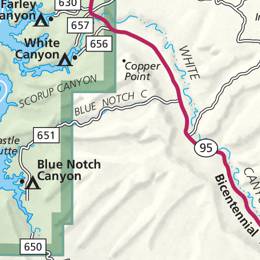 Farley
Canyon
630
657
White
Canyon
656
Copper
Point
WHITE
SCORUP CANYON
BLUE NOTCH C
651
95
Blue Notch
Canyon
Bicentennial
650